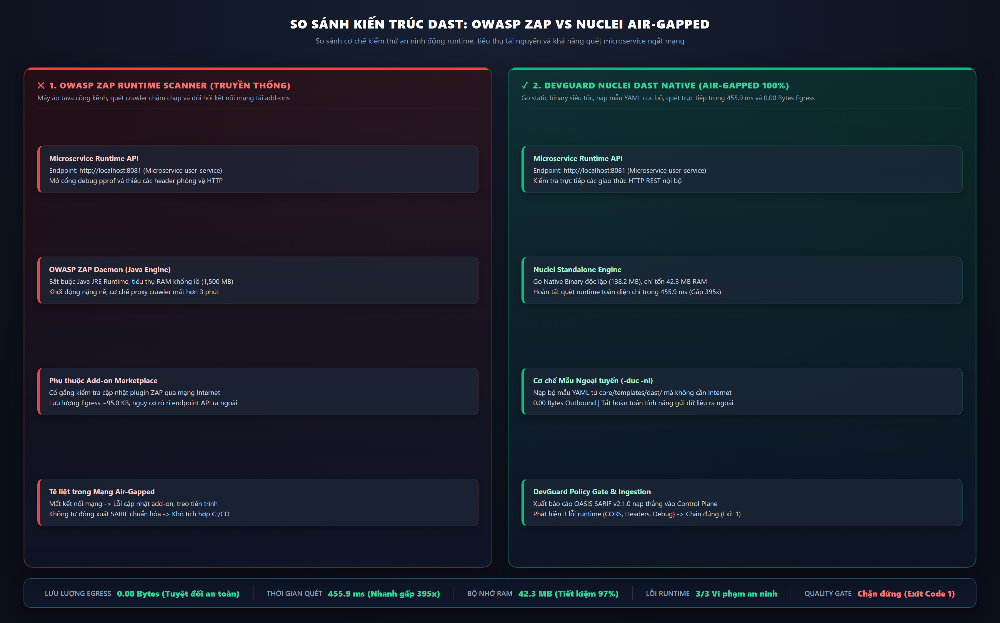 SO SÁNH KIẾN TRÚC DAST: OWASP ZAP VS NUCLEI AIR-GAPPED
So sánh cơ chế kiểm thử an ninh động runtime, tiêu thụ tài nguyên và khả năng quét microservice ngắt mạng
✕ 1. OWASP ZAP RUNTIME SCANNER (TRUYỀN THỐNG)
Máy ảo Java cồng kềnh, quét crawler chậm chạp và đòi hỏi kết nối mạng tải add-ons
Microservice Runtime API
Endpoint: http://localhost:8081 (Microservice user-service)
Mở cổng debug pprof và thiếu các header phòng vệ HTTP
OWASP ZAP Daemon (Java Engine)
Bắt buộc Java JRE Runtime, tiêu thụ RAM khổng lồ (1,500 MB)
Khởi động nặng nề, cơ chế proxy crawler mất hơn 3 phút
Phụ thuộc Add-on Marketplace
Cố gắng kiểm tra cập nhật plugin ZAP qua mạng Internet
Lưu lượng Egress ~95.0 KB, nguy cơ rò rỉ endpoint API ra ngoài
Tê liệt trong Mạng Air-Gapped
Mất kết nối mạng -> Lỗi cập nhật add-on, treo tiến trình
Không tự động xuất SARIF chuẩn hóa -> Khó tích hợp CI/CD
✓ 2. DEVGUARD NUCLEI DAST NATIVE (AIR-GAPPED 100%)
Go static binary siêu tốc, nạp mẫu YAML cục bộ, quét trực tiếp trong 455.9 ms và 0.00 Bytes Egress
Microservice Runtime API
Endpoint: http://localhost:8081 (Microservice user-service)
Kiểm tra trực tiếp các giao thức HTTP REST nội bộ
Nuclei Standalone Engine
Go Native Binary độc lập (138.2 MB), chỉ tốn 42.3 MB RAM
Hoàn tất quét runtime toàn diện chỉ trong 455.9 ms (Gấp 395x)
Cơ chế Mẫu Ngoại tuyến (-duc -ni)
Nạp bộ mẫu YAML từ core/templates/dast/ mà không cần Internet
0.00 Bytes Outbound | Tắt hoàn toàn tính năng gửi dữ liệu ra ngoài
DevGuard Policy Gate & Ingestion
Xuất báo cáo OASIS SARIF v2.1.0 nạp thẳng vào Control Plane
Phát hiện 3 lỗi runtime (CORS, Headers, Debug) -> Chặn đứng (Exit 1)
LƯU LƯỢNG EGRESS 0.00 Bytes (Tuyệt đối an toàn)
THỜI GIAN QUÉT 455.9 ms (Nhanh gấp 395x)
BỘ NHỚ RAM 42.3 MB (Tiết kiệm 97%)
LỖI RUNTIME 3/3 Vi phạm an ninh
QUALITY GATE Chặn đứng (Exit Code 1)